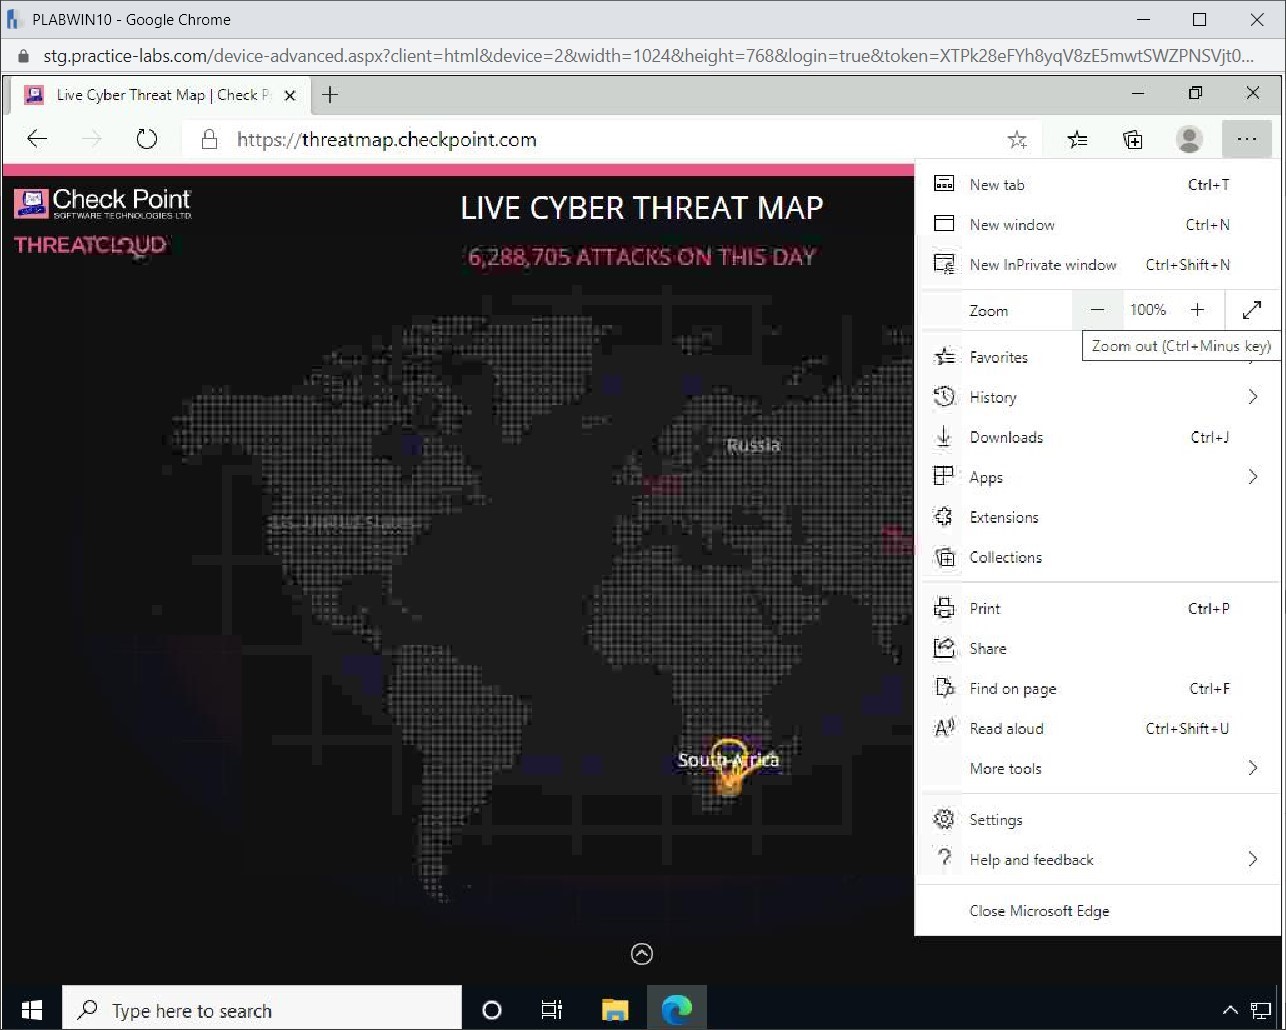 PLABWIN10 - Google Chrome
stg.practice-labs.com/device-advanced.aspx?client=html&device=2&width=1024&height=768&login=true&token=XTPk28eFYh8yqV8zE5mwtSWZPNSVjt0...
Live Cyber Threat Map | Check P
https://threatmap.checkpoint.com
Check Point
SOFTWARE TECHNOLOGIES LTD.
THREATCLOUD
LIVE CYBER THREAT MAP
6,288,705 ATTACKS ON THIS DAY
Russia
United States
South Africa
New tab Ctrl+T
New window Ctrl+N
New InPrivate window Ctrl+Shift+N
Zoom 100%
Zoom out (Ctrl+Minus key)
Favorites
History
Downloads Ctrl+J
Apps
Extensions
Collections
Print Ctrl+P
Share
Find on page Ctrl+F
Read aloud Ctrl+Shift+U
More tools
Settings
Help and feedback
Close Microsoft Edge
Type here to search